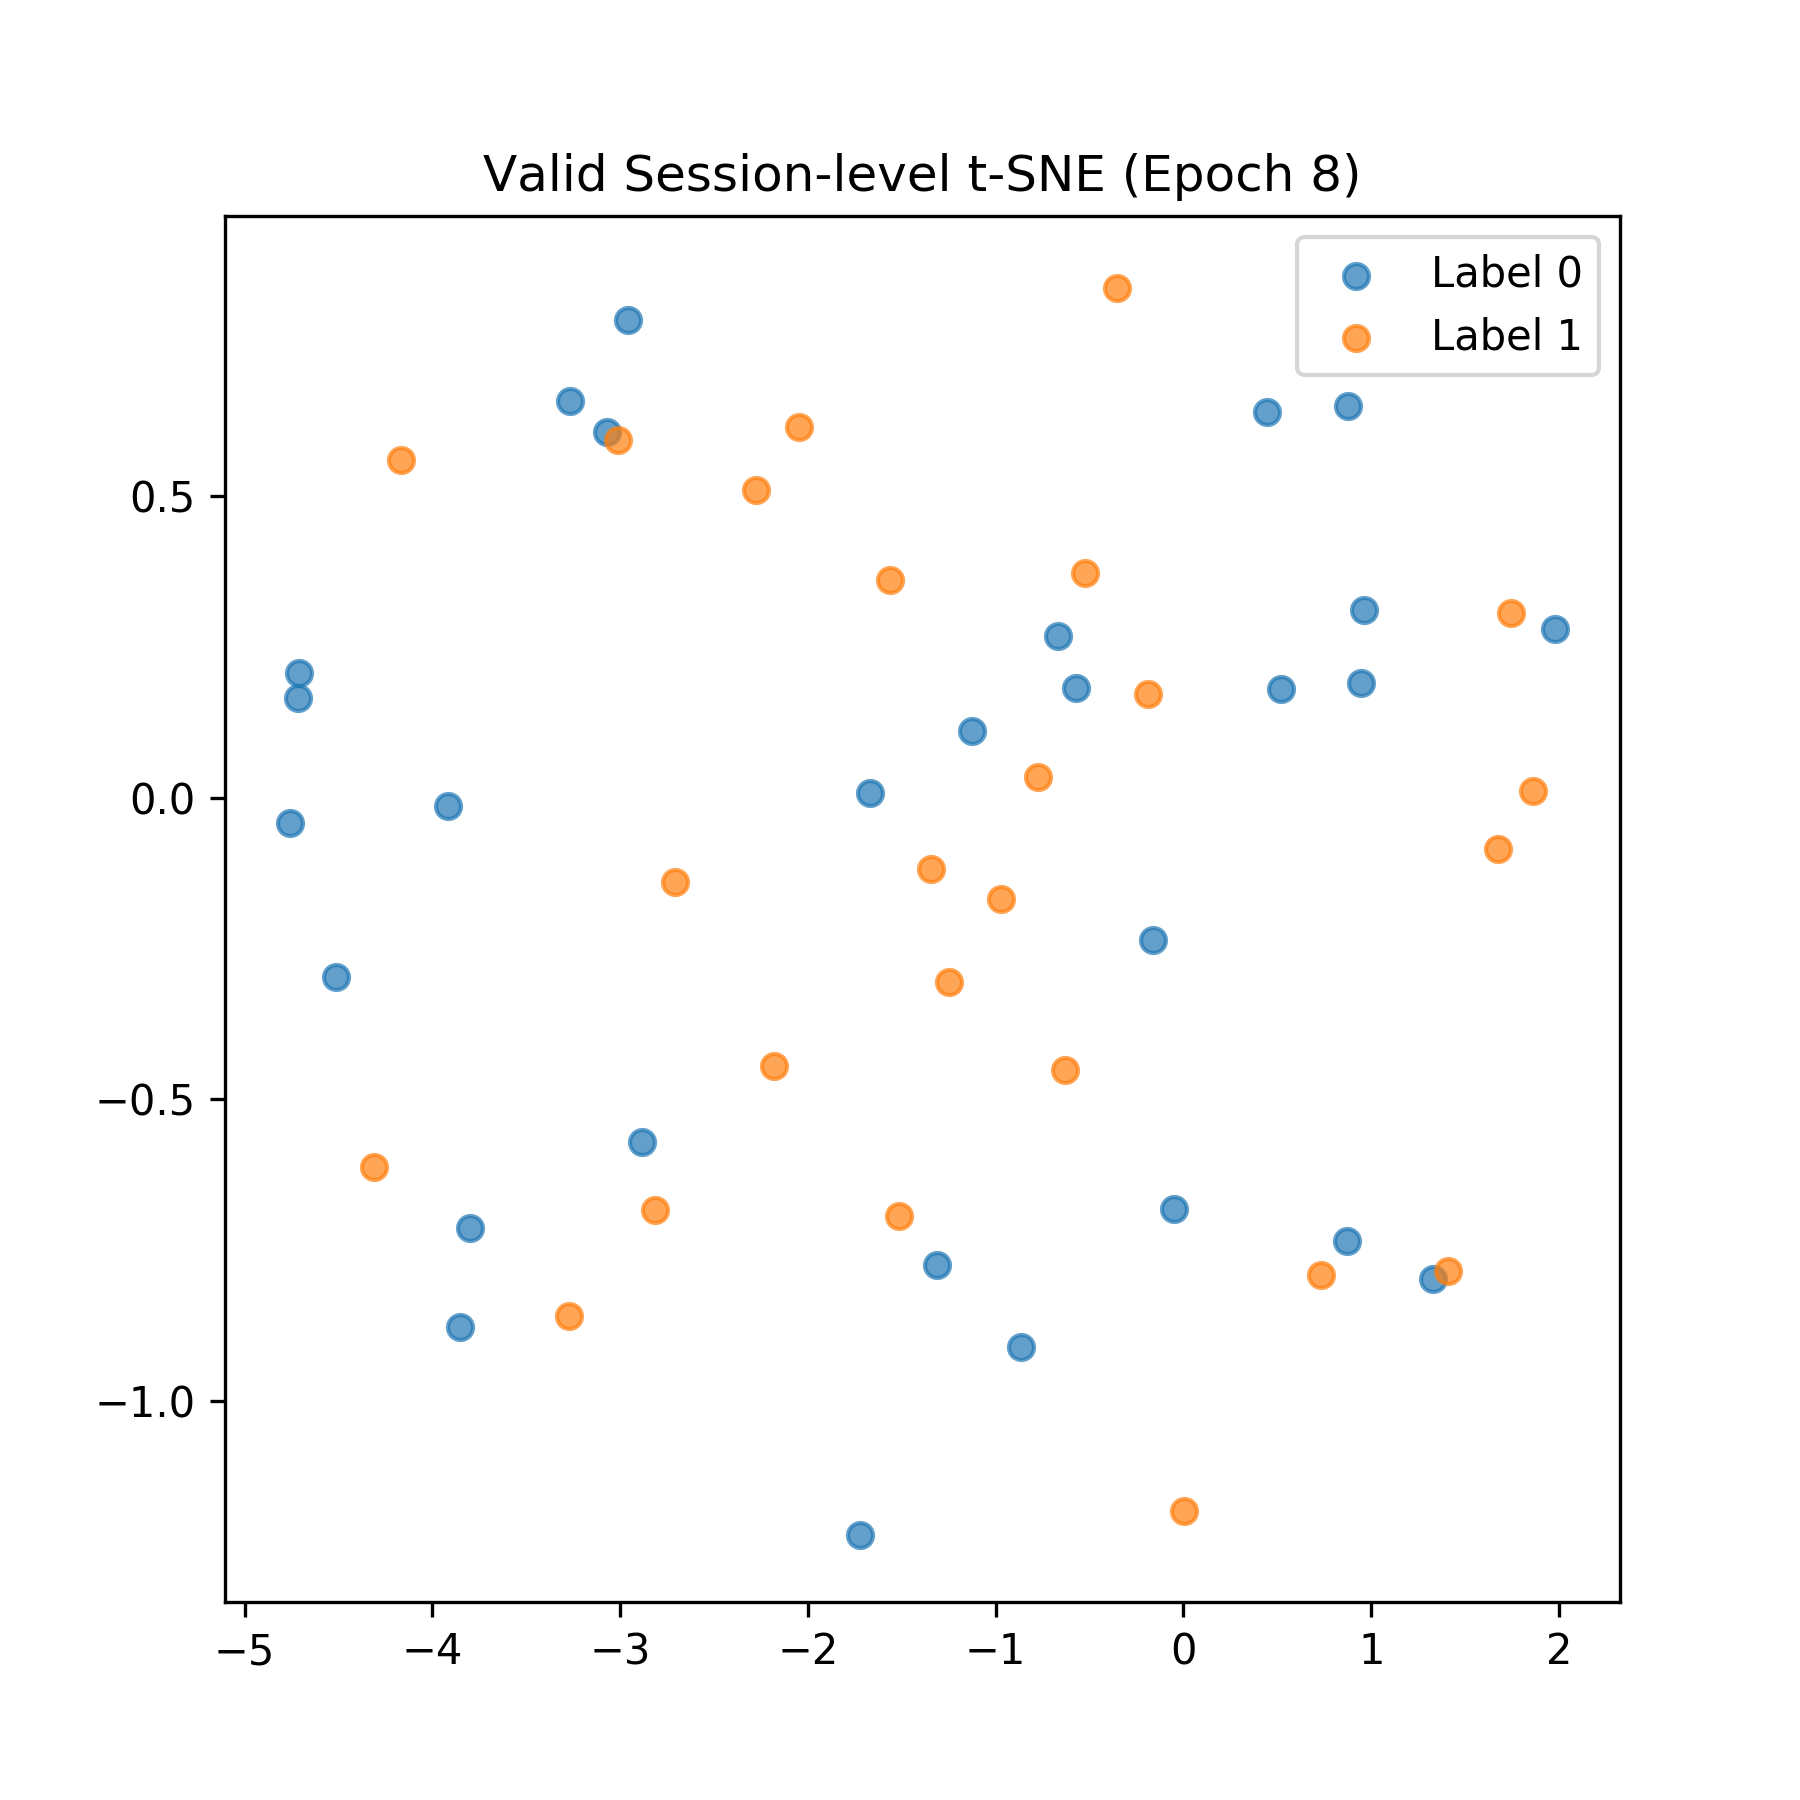 Valid Session-level t-SNE (Epoch 8)
Label 0
Label 1
0.5
0.0
−0.5
−1.0
−5 −4 −3 −2 −1 0 1 2